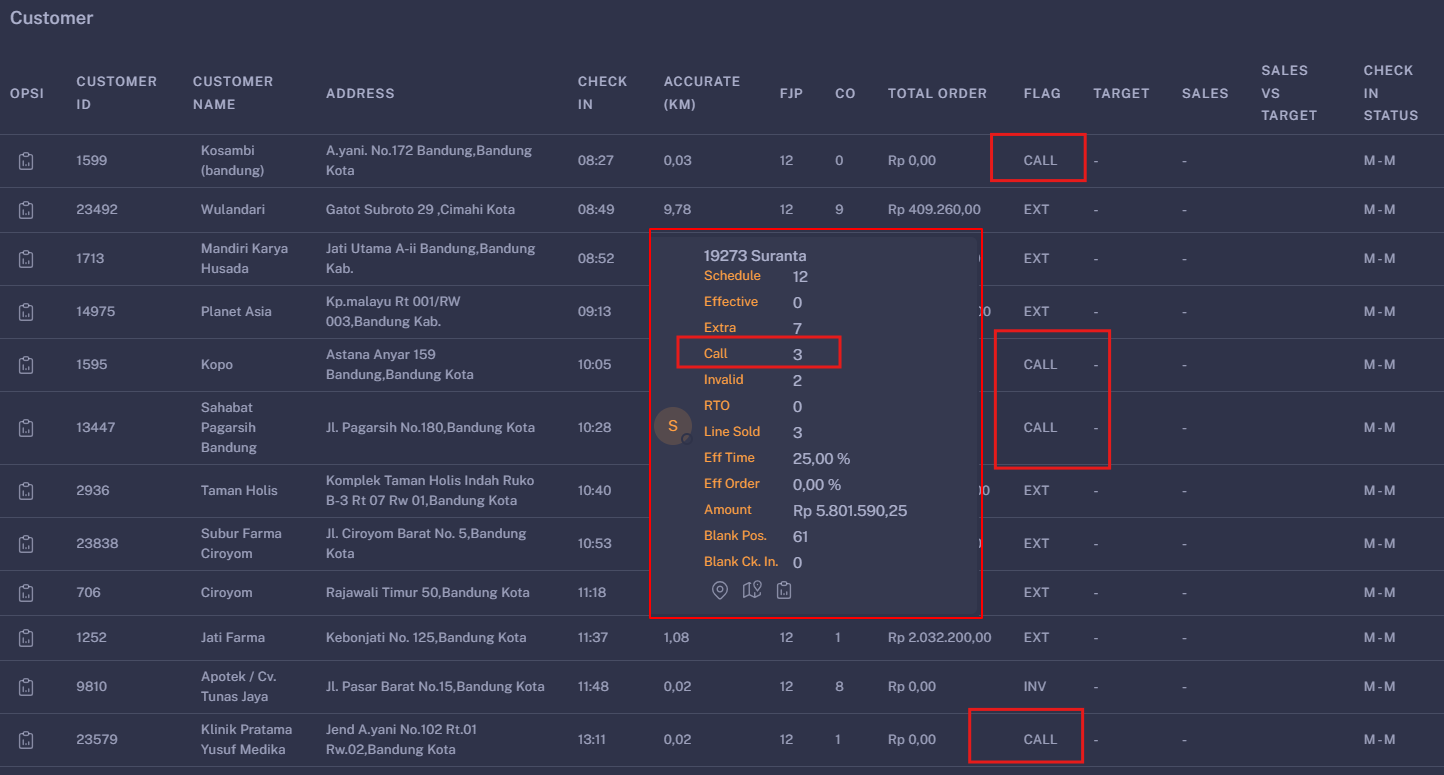 Customer
OPSI CUSTOMER ID CUSTOMER NAME ADDRESS CHECK IN ACCURATE (KM) FJP CO TOTAL ORDER FLAG TARGET SALES SALES VS TARGET CHECK IN STATUS
1599 Kosambi (bandung) A.yani. No.172 Bandung,Bandung Kota 08:27 0,03 12 0 Rp 0,00 CALL - - M - M
23492 Wulandari Gatot Subroto 29 ,Cimahi Kota 08:49 9,78 12 9 Rp 409.260,00 EXT - - M - M
1713 Mandiri Karya Husada Jati Utama A-ii Bandung,Bandung Kab. 08:52 EXT - - M - M
14975 Planet Asia Kp.malayu Rt 001/RW 003,Bandung Kab. 09:13 EXT - - M - M
1595 Kopo Astana Anyar 159 Bandung,Bandung Kota 10:05 CALL - - M - M
13447 Sahabat Pagarsih Bandung Jl. Pagarsih No.180,Bandung Kota 10:28 CALL - - M - M
2936 Taman Holis Komplek Taman Holis Indah Ruko B-3 Rt 07 Rw 01,Bandung Kota 10:40 EXT - - M - M
23838 Subur Farma Ciroyom Jl. Ciroyom Barat No. 5,Bandung Kota 10:53 EXT - - M - M
706 Ciroyom Rajawali Timur 50,Bandung Kota 11:18 EXT - - M - M
1252 Jati Farma Kebonjati No. 125,Bandung Kota 11:37 1,08 12 1 Rp 2.032.200,00 EXT - - M - M
9810 Apotek / Cv. Tunas Jaya Jl. Pasar Barat No.15,Bandung Kota 11:48 0,02 12 8 Rp 0,00 INV - - M - M
23579 Klinik Pratama Yusuf Medika Jend A.yani No.102 Rt.01 Rw.02,Bandung Kota 13:11 0,02 12 1 Rp 0,00 CALL - - M - M
19273 Suranta
Schedule 12
Effective 0
Extra 7
Call 3
Invalid 2
RTO 0
S
Line Sold 3
Eff Time 25,00 %
Eff Order 0,00 %
Amount Rp 5.801.590,25
Blank Pos. 61
Blank Ck. In. 0